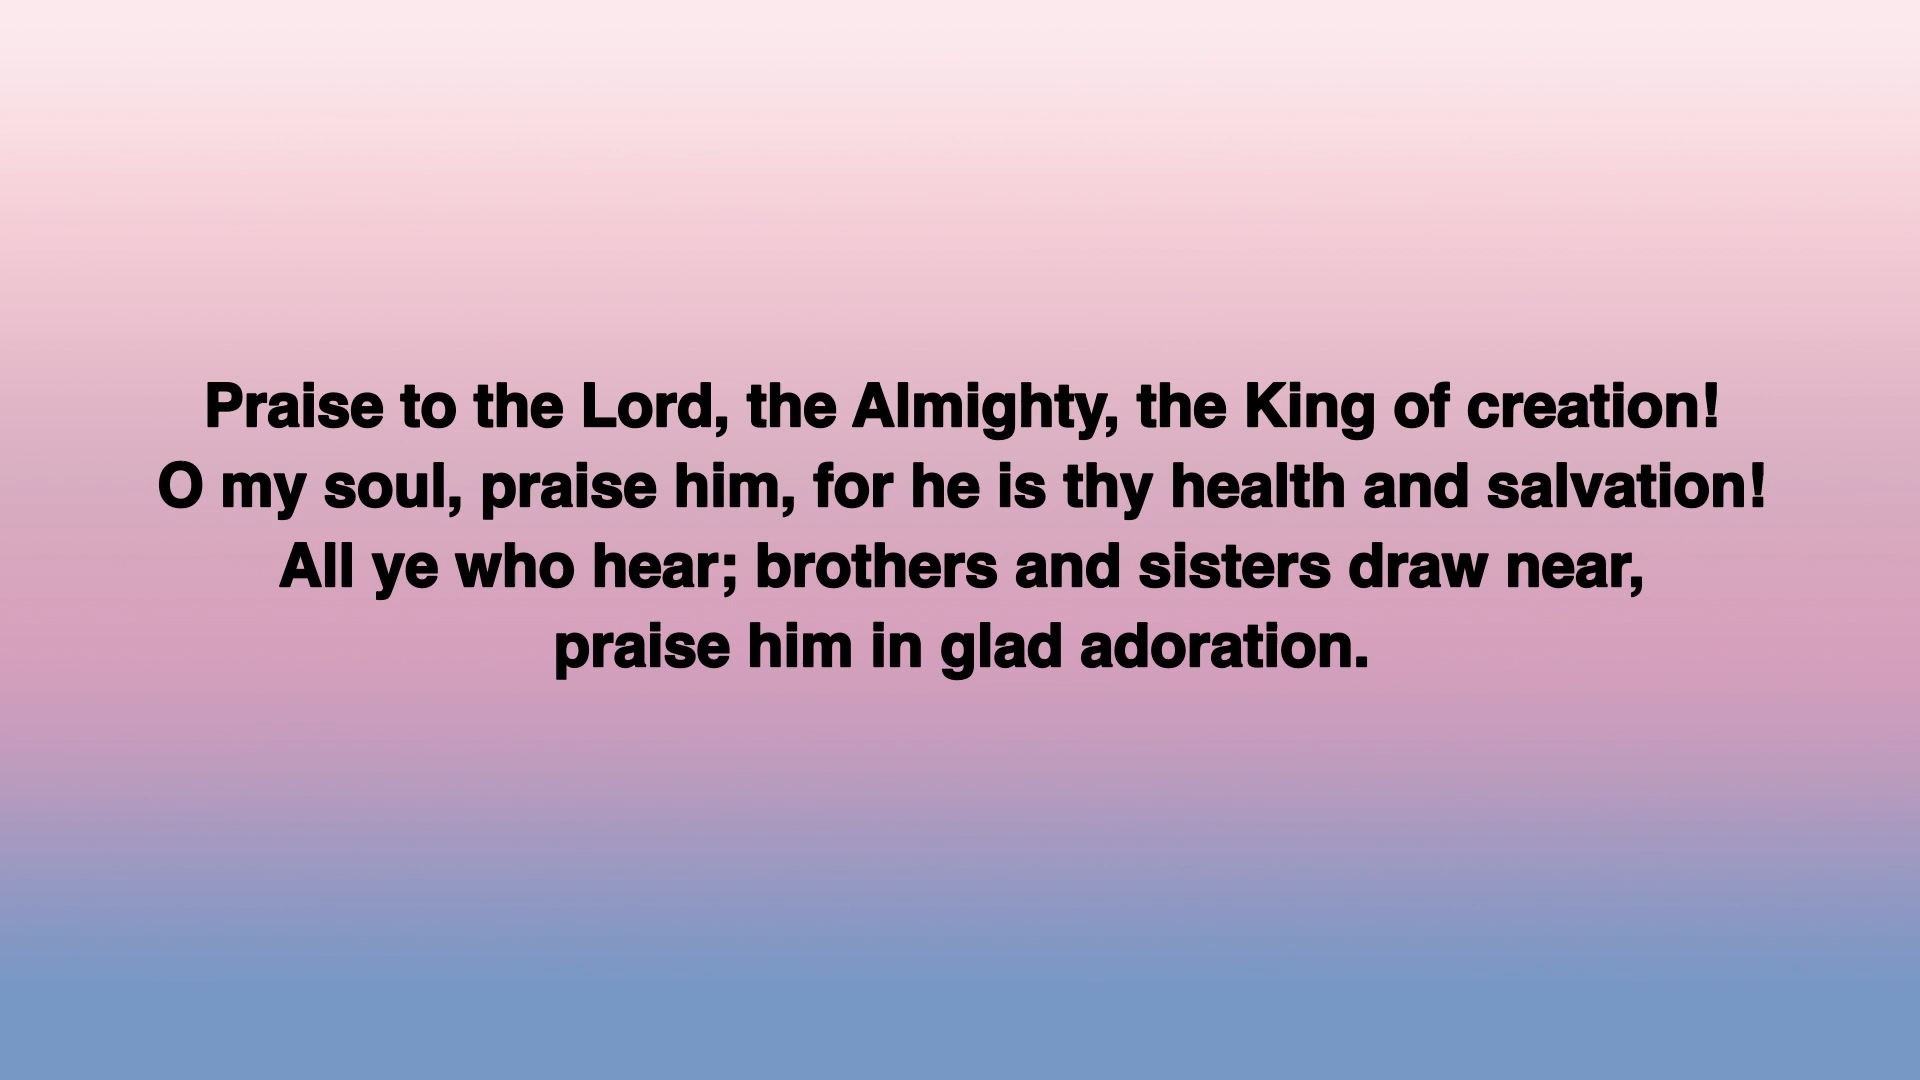 Praise to the Lord, the Almighty, the King of creation!
O my soul, praise him, for he is thy health and salvation!
All ye who hear; brothers and sisters draw near,
praise him in glad adoration.